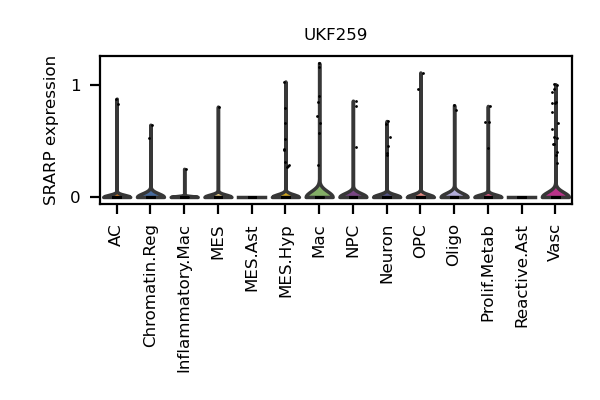 UKF259
SRARP expression
1
0
AC
Chromatin.Reg
Inflammatory.Mac
MES
MES.Ast
MES.Hyp
Mac
NPC
Neuron
OPC
Oligo
Prolif.Metab
Reactive.Ast
Vasc